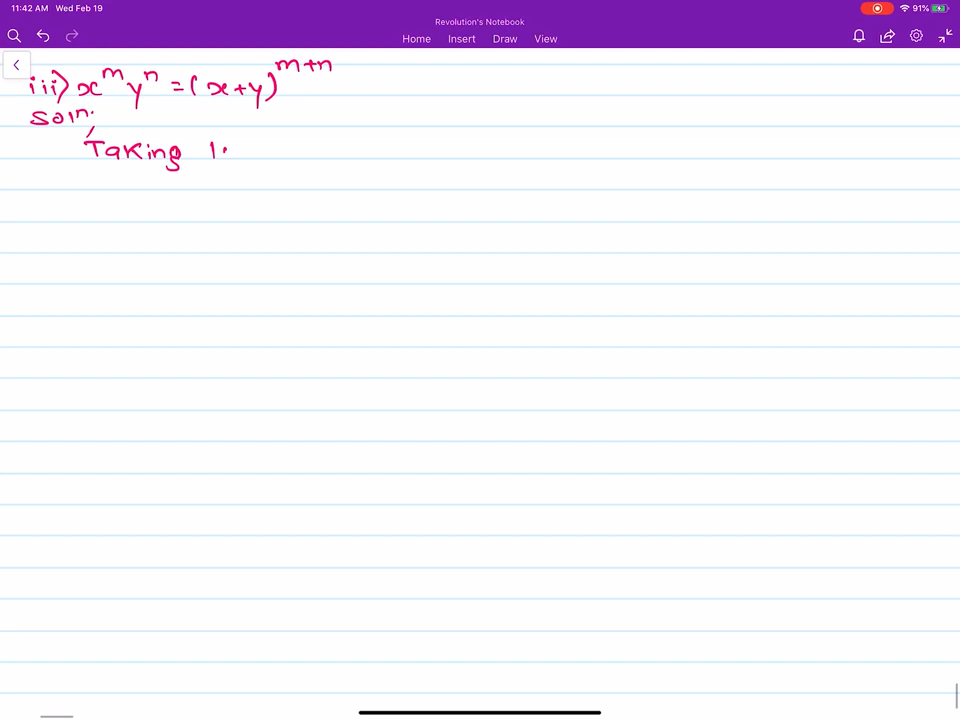 11:42 AM Wed Feb 19
91%
Revolution's Notebook
Home Insert Draw View
iii) x^m y^n = (x+y)^{m+n}
Soln.
Taking